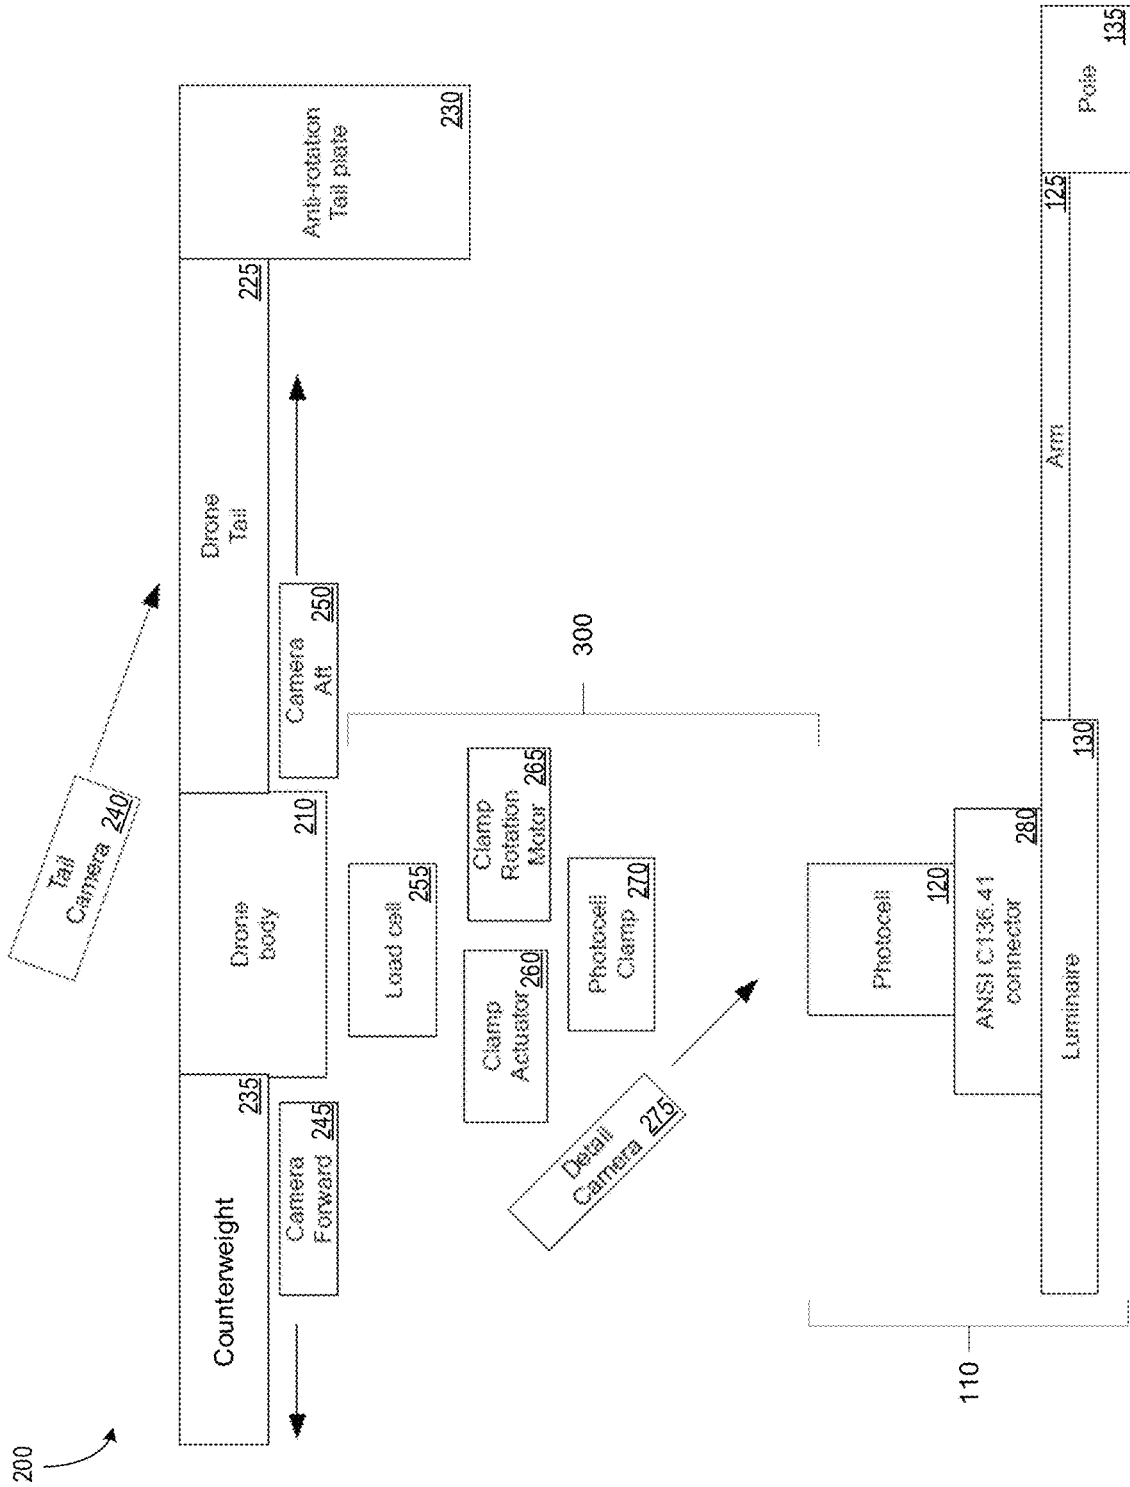 200
Tail
Camera 240
Counterweight
235
Drone
body
210
Drone
Tail
225
Anti-rotation
Tail plate
230
Camera
Forward 245
Camera
Aft
250
Load cell
255
Clamp
Actuator 260
Clamp
Rotation
Motor 265
Photocell
Clamp 270
300
Detail
Camera 275
110
Photocell
120
ANSI C136.41
connector
280
Luminaire
130
Arm
125
Pole
135